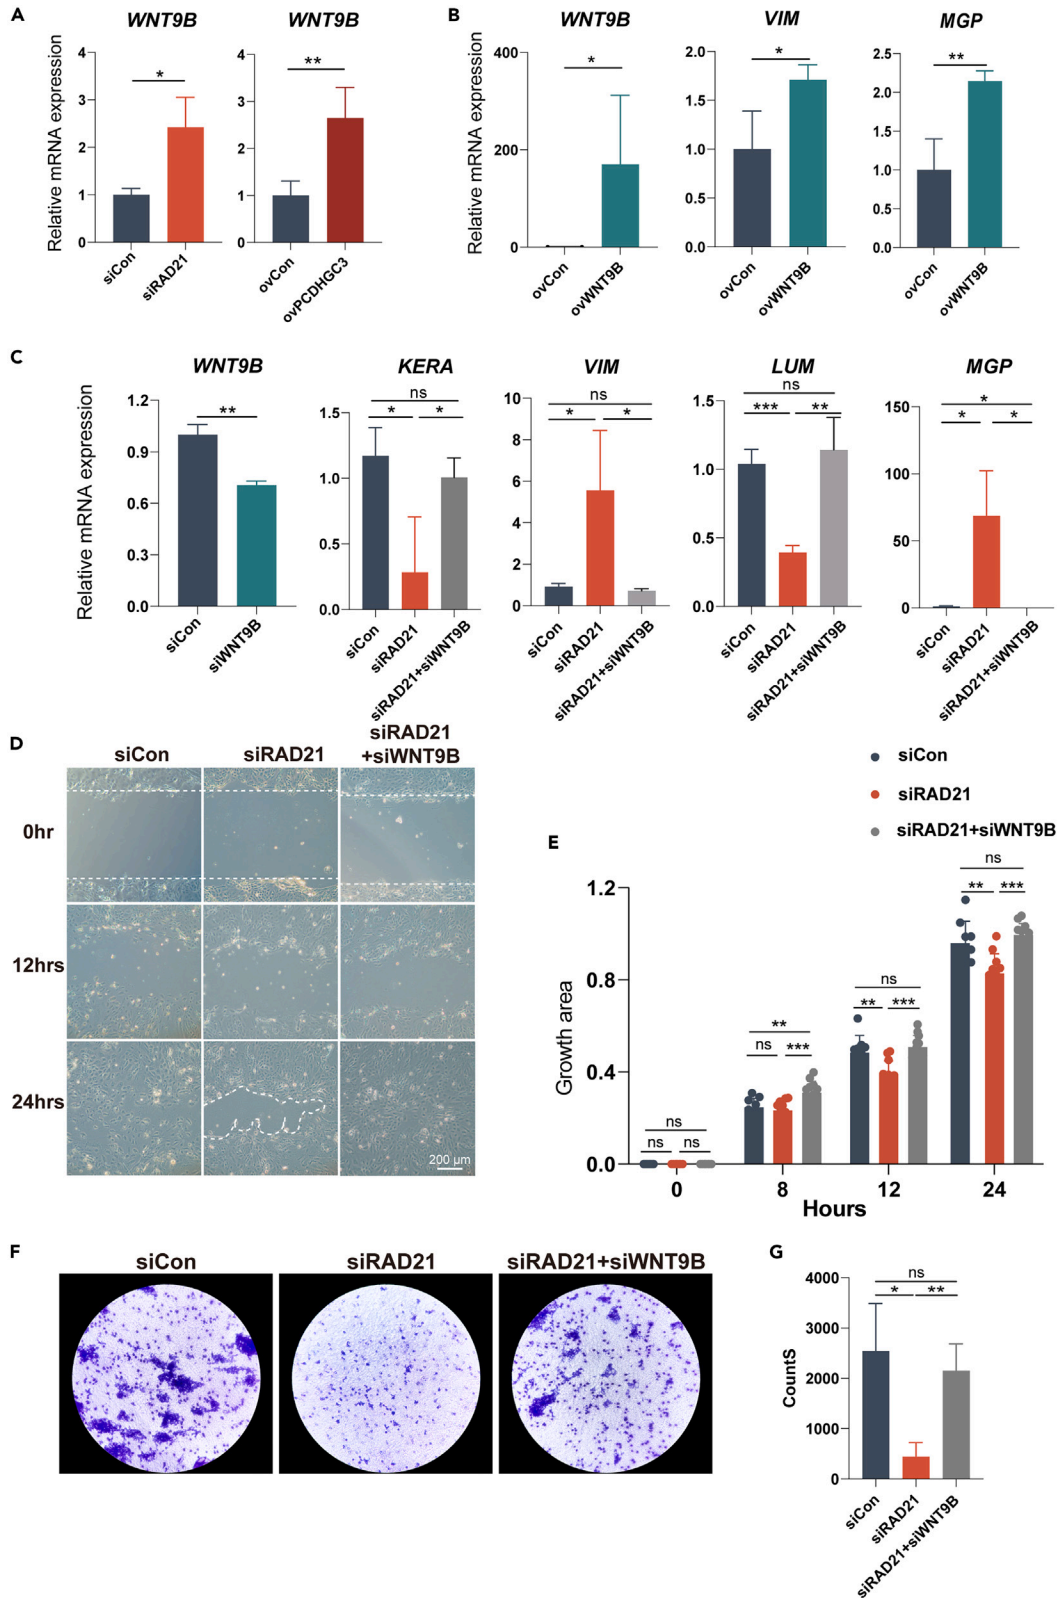 A
WNT9B
WNT9B
Relative mRNA expression
4
3
2
1
0
*
siCon
siRAD21
4
3
2
1
0
**
ovCon
ovPCDHGC3
B
WNT9B
VIM
MGP
Relative mRNA expression
400
200
0
*
ovCon
ovWNT9B
2.0
1.5
1.0
0.5
0.0
*
ovCon
ovWNT9B
2.5
2.0
1.5
1.0
0.5
0.0
**
ovCon
ovWNT9B
C
WNT9B
KERA
VIM
LUM
MGP
Relative mRNA expression
1.2
0.9
0.6
0.3
0.0
**
siCon
siWNT9B
1.5
1.0
0.5
0.0
ns
* *
siCon
siRAD21
siRAD21+siWNT9B
10
8
6
4
2
0
ns
* *
siCon
siRAD21
siRAD21+siWNT9B
1.5
1.0
0.5
0.0
ns
*** **
siCon
siRAD21
siRAD21+siWNT9B
150
100
50
0
*
* *
siCon
siRAD21
siRAD21+siWNT9B
D
siCon
siRAD21
siRAD21
+siWNT9B
0hr
12hrs
24hrs
200 μm
siCon
siRAD21
siRAD21+siWNT9B
E
Growth area
1.2
0.8
0.4
0.0
ns
ns ns
**
ns ***
ns
** ***
ns
** ***
0 8 12 24
Hours
F
siCon
siRAD21
siRAD21+siWNT9B
G
CountS
4000
3000
2000
1000
0
ns
* **
siCon
siRAD21
siRAD21+siWNT9B